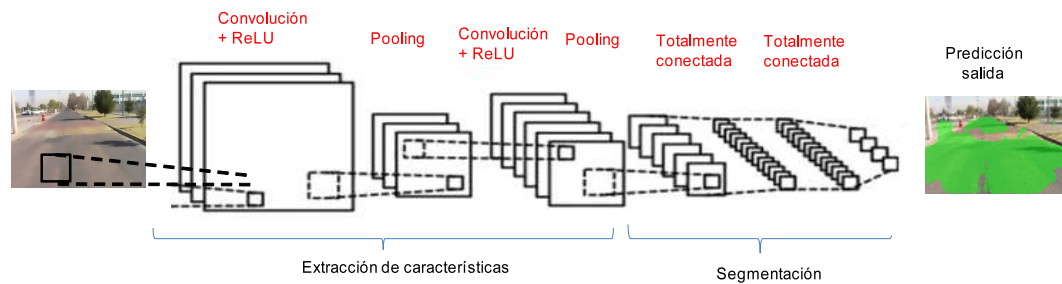 Convolución
+ ReLU
Pooling
Convolución
+ ReLU
Pooling
Totalmente
conectada
Totalmente
conectada
Predicción
salida
Extracción de características
Segmentación